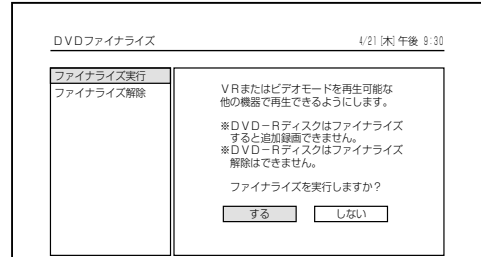 DVDファイナライズ 4/21[木]午後 9:30
ファイナライズ実行
ファイナライズ解除
VRまたはビデオモードを再生可能な
他の機器で再生できるようにします。
※DVD－Rディスクはファイナライズ
すると追加録画できません。
※DVD－Rディスクはファイナライズ
解除はできません。
ファイナライズを実行しますか？
する しない